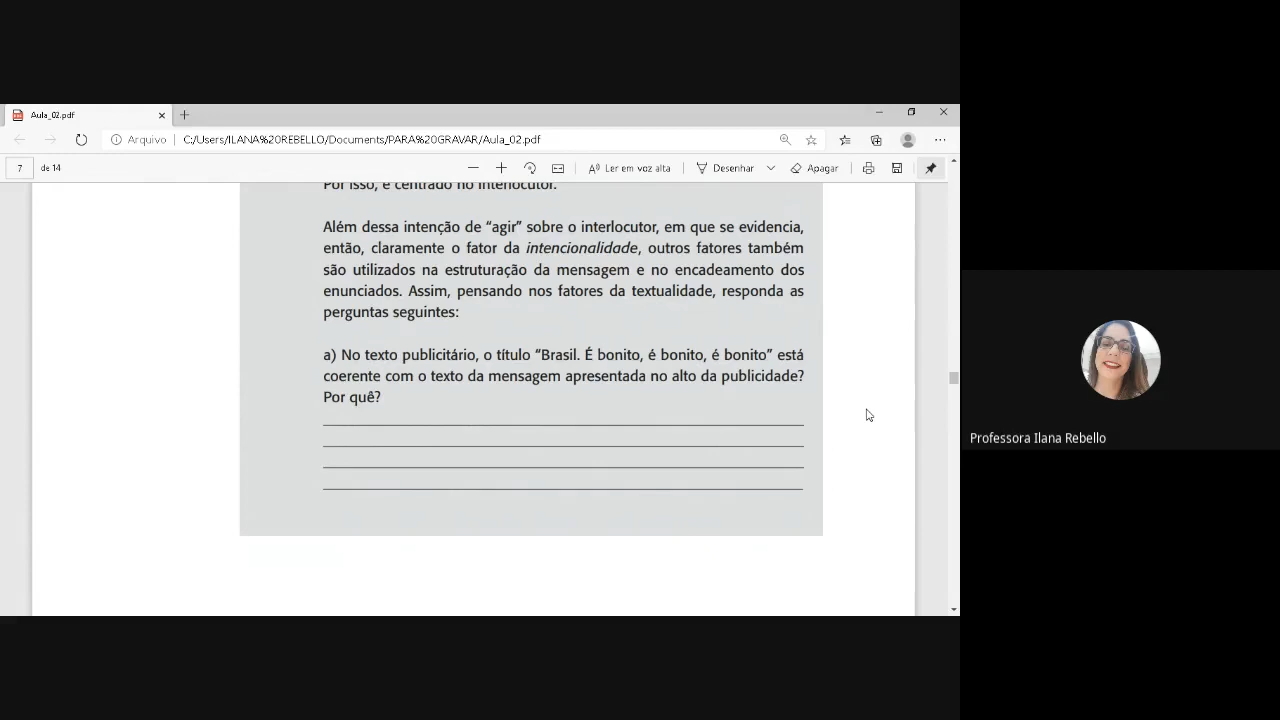 Aula_02.pdf
Arquivo
C:/Users/ILANA%20REBELLO/Documents/PARA%20GRAVAR/Aula_02.pdf
7 de 14
Ler em voz alta
Desenhar
Apagar
Por isso, é centrado no interlocutor.
Além dessa intenção de “agir” sobre o interlocutor, em que se evidencia,
então, claramente o fator da intencionalidade, outros fatores também
são utilizados na estruturação da mensagem e no encadeamento dos
enunciados. Assim, pensando nos fatores da textualidade, responda as
perguntas seguintes:
a) No texto publicitário, o título “Brasil. É bonito, é bonito, é bonito” está
coerente com o texto da mensagem apresentada no alto da publicidade?
Por quê?
Professora Ilana Rebello